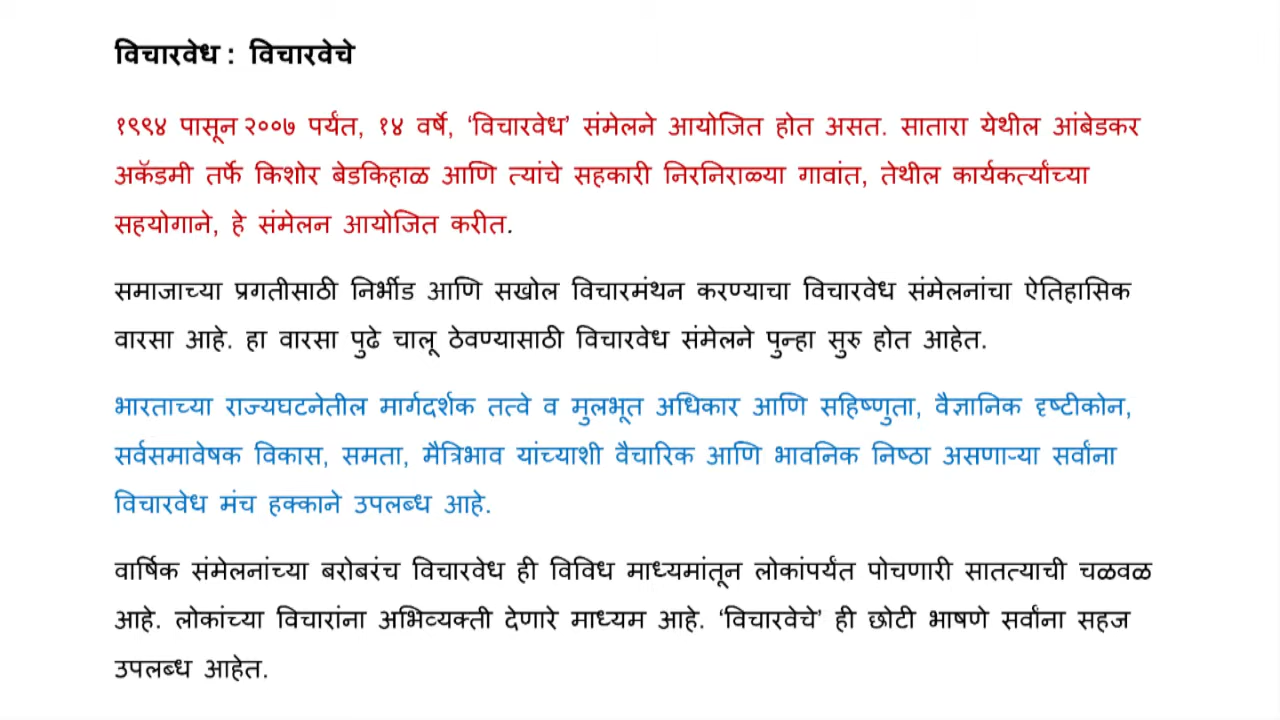 विचारवेध : विचारवेचे
१९९४ पासून २००७ पर्यंत, १४ वर्षे, ‘विचारवेध’ संमेलने आयोजित होत असत. सातारा येथील आंबेडकर
अकॅडमी तर्फे किशोर बेडकिहाळ आणि त्यांचे सहकारी निरनिराळ्या गावांत, तेथील कार्यकर्त्यांच्या
सहयोगाने, हे संमेलन आयोजित करीत.
समाजाच्या प्रगतीसाठी निर्भीड आणि सखोल विचारमंथन करण्याचा विचारवेध संमेलनांचा ऐतिहासिक
वारसा आहे. हा वारसा पुढे चालू ठेवण्यासाठी विचारवेध संमेलने पुन्हा सुरु होत आहेत.
भारताच्या राज्यघटनेतील मार्गदर्शक तत्वे व मुलभूत अधिकार आणि सहिष्णुता, वैज्ञानिक दृष्टीकोन,
सर्वसमावेषक विकास, समता, मैत्रिभाव यांच्याशी वैचारिक आणि भावनिक निष्ठा असणाऱ्या सर्वांना
विचारवेध मंच हक्काने उपलब्ध आहे.
वार्षिक संमेलनांच्या बरोबरंच विचारवेध ही विविध माध्यमांतून लोकांपर्यंत पोचणारी सातत्याची चळवळ
आहे. लोकांच्या विचारांना अभिव्यक्ती देणारे माध्यम आहे. ‘विचारवेचे’ ही छोटी भाषणे सर्वांना सहज
उपलब्ध आहेत.